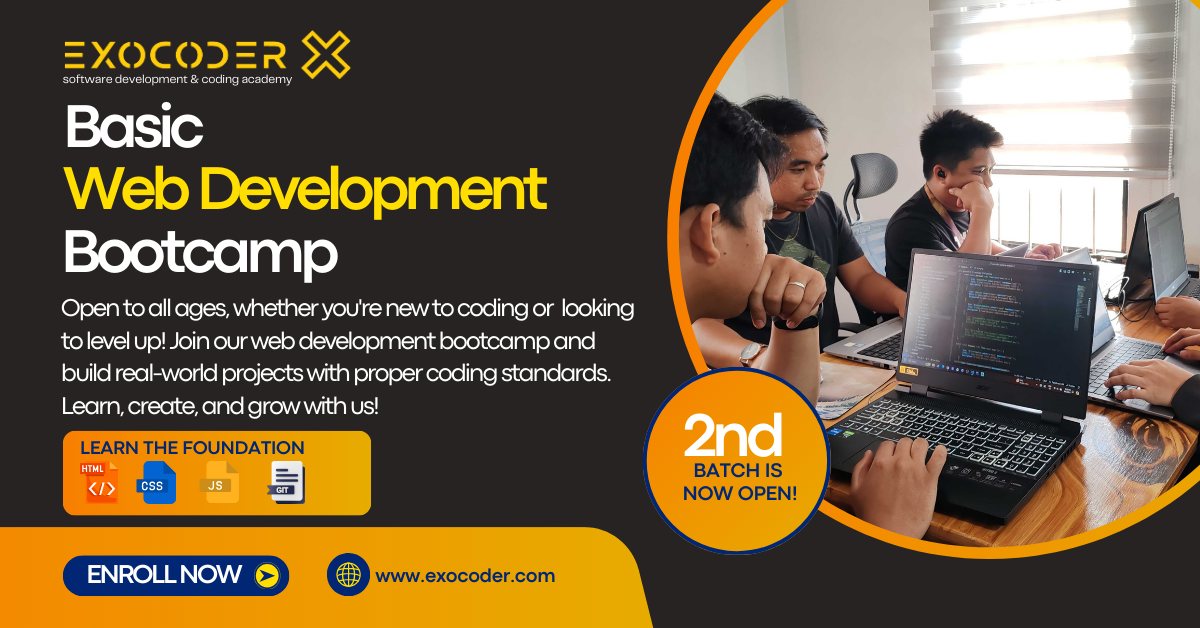 EXOCODER
software development & coding academy
Basic
Web Development
Bootcamp
Open to all ages, whether you're new to coding or looking
to level up! Join our web development bootcamp and
build real-world projects with proper coding standards.
Learn, create, and grow with us!
LEARN THE FOUNDATION
HTML
</>
CSS
JS
GIT
2nd
BATCH IS
NOW OPEN!
ENROLL NOW
www.exocoder.com